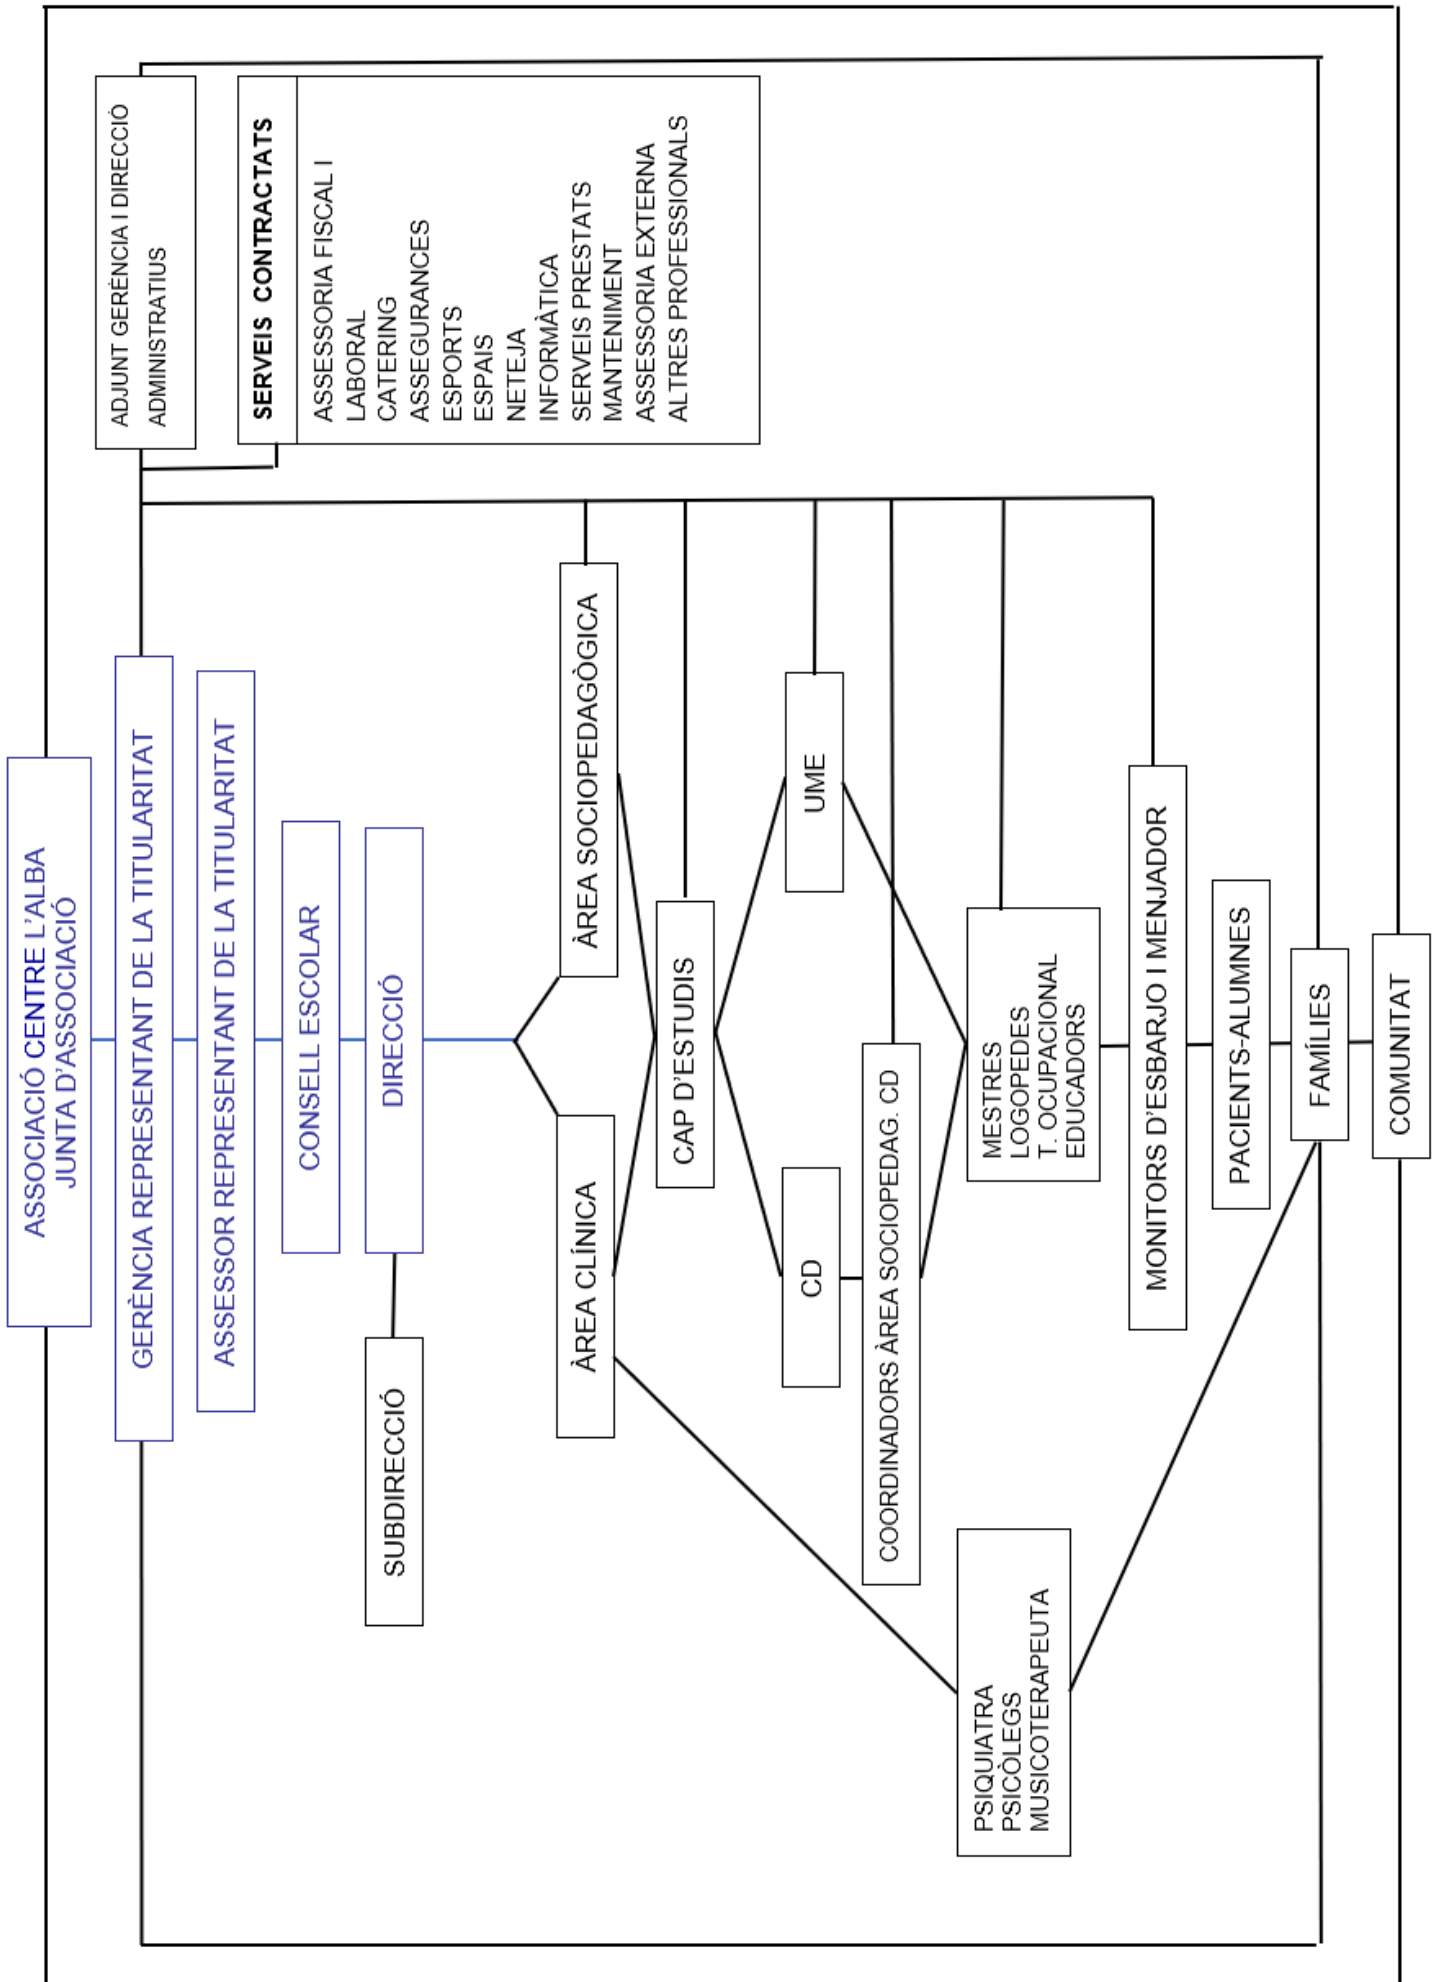 ASSOCIACIÓ CENTRE L'ALBA
JUNTA D'ASSOCIACIÓ
GERÈNCIA REPRESENTANT DE LA TITULARITAT
ADJUNT GERÈNCIA I DIRECCIÓ
ADMINISTRATIUS
ASSESSOR REPRESENTANT DE LA TITULARITAT
SERVEIS CONTRACTATS
ASSESSORIA FISCAL I
LABORAL
CATERING
ASSEGURANCES
ESPORTS
ESPAIS
NETEJA
INFORMÀTICA
SERVEIS PRESTATS
MANTENIMENT
ASSESSORIA EXTERNA
ALTRES PROFESSIONALS
CONSELL ESCOLAR
SUBDIRECCIÓ
DIRECCIÓ
ÀREA CLÍNICA
ÀREA SOCIOPEDAGÒGICA
CAP D'ESTUDIS
CD
UME
COORDINADORS ÀREA SOCIOPEDAG. CD
PSIQUIATRA
PSICÒLEGS
MUSICOTERAPEUTA
MESTRES
LOGOPEDES
T. OCUPACIONAL
EDUCADORS
MONITORS D'ESBARJO I MENJADOR
PACIENTS-ALUMNES
FAMÍLIES
COMUNITAT